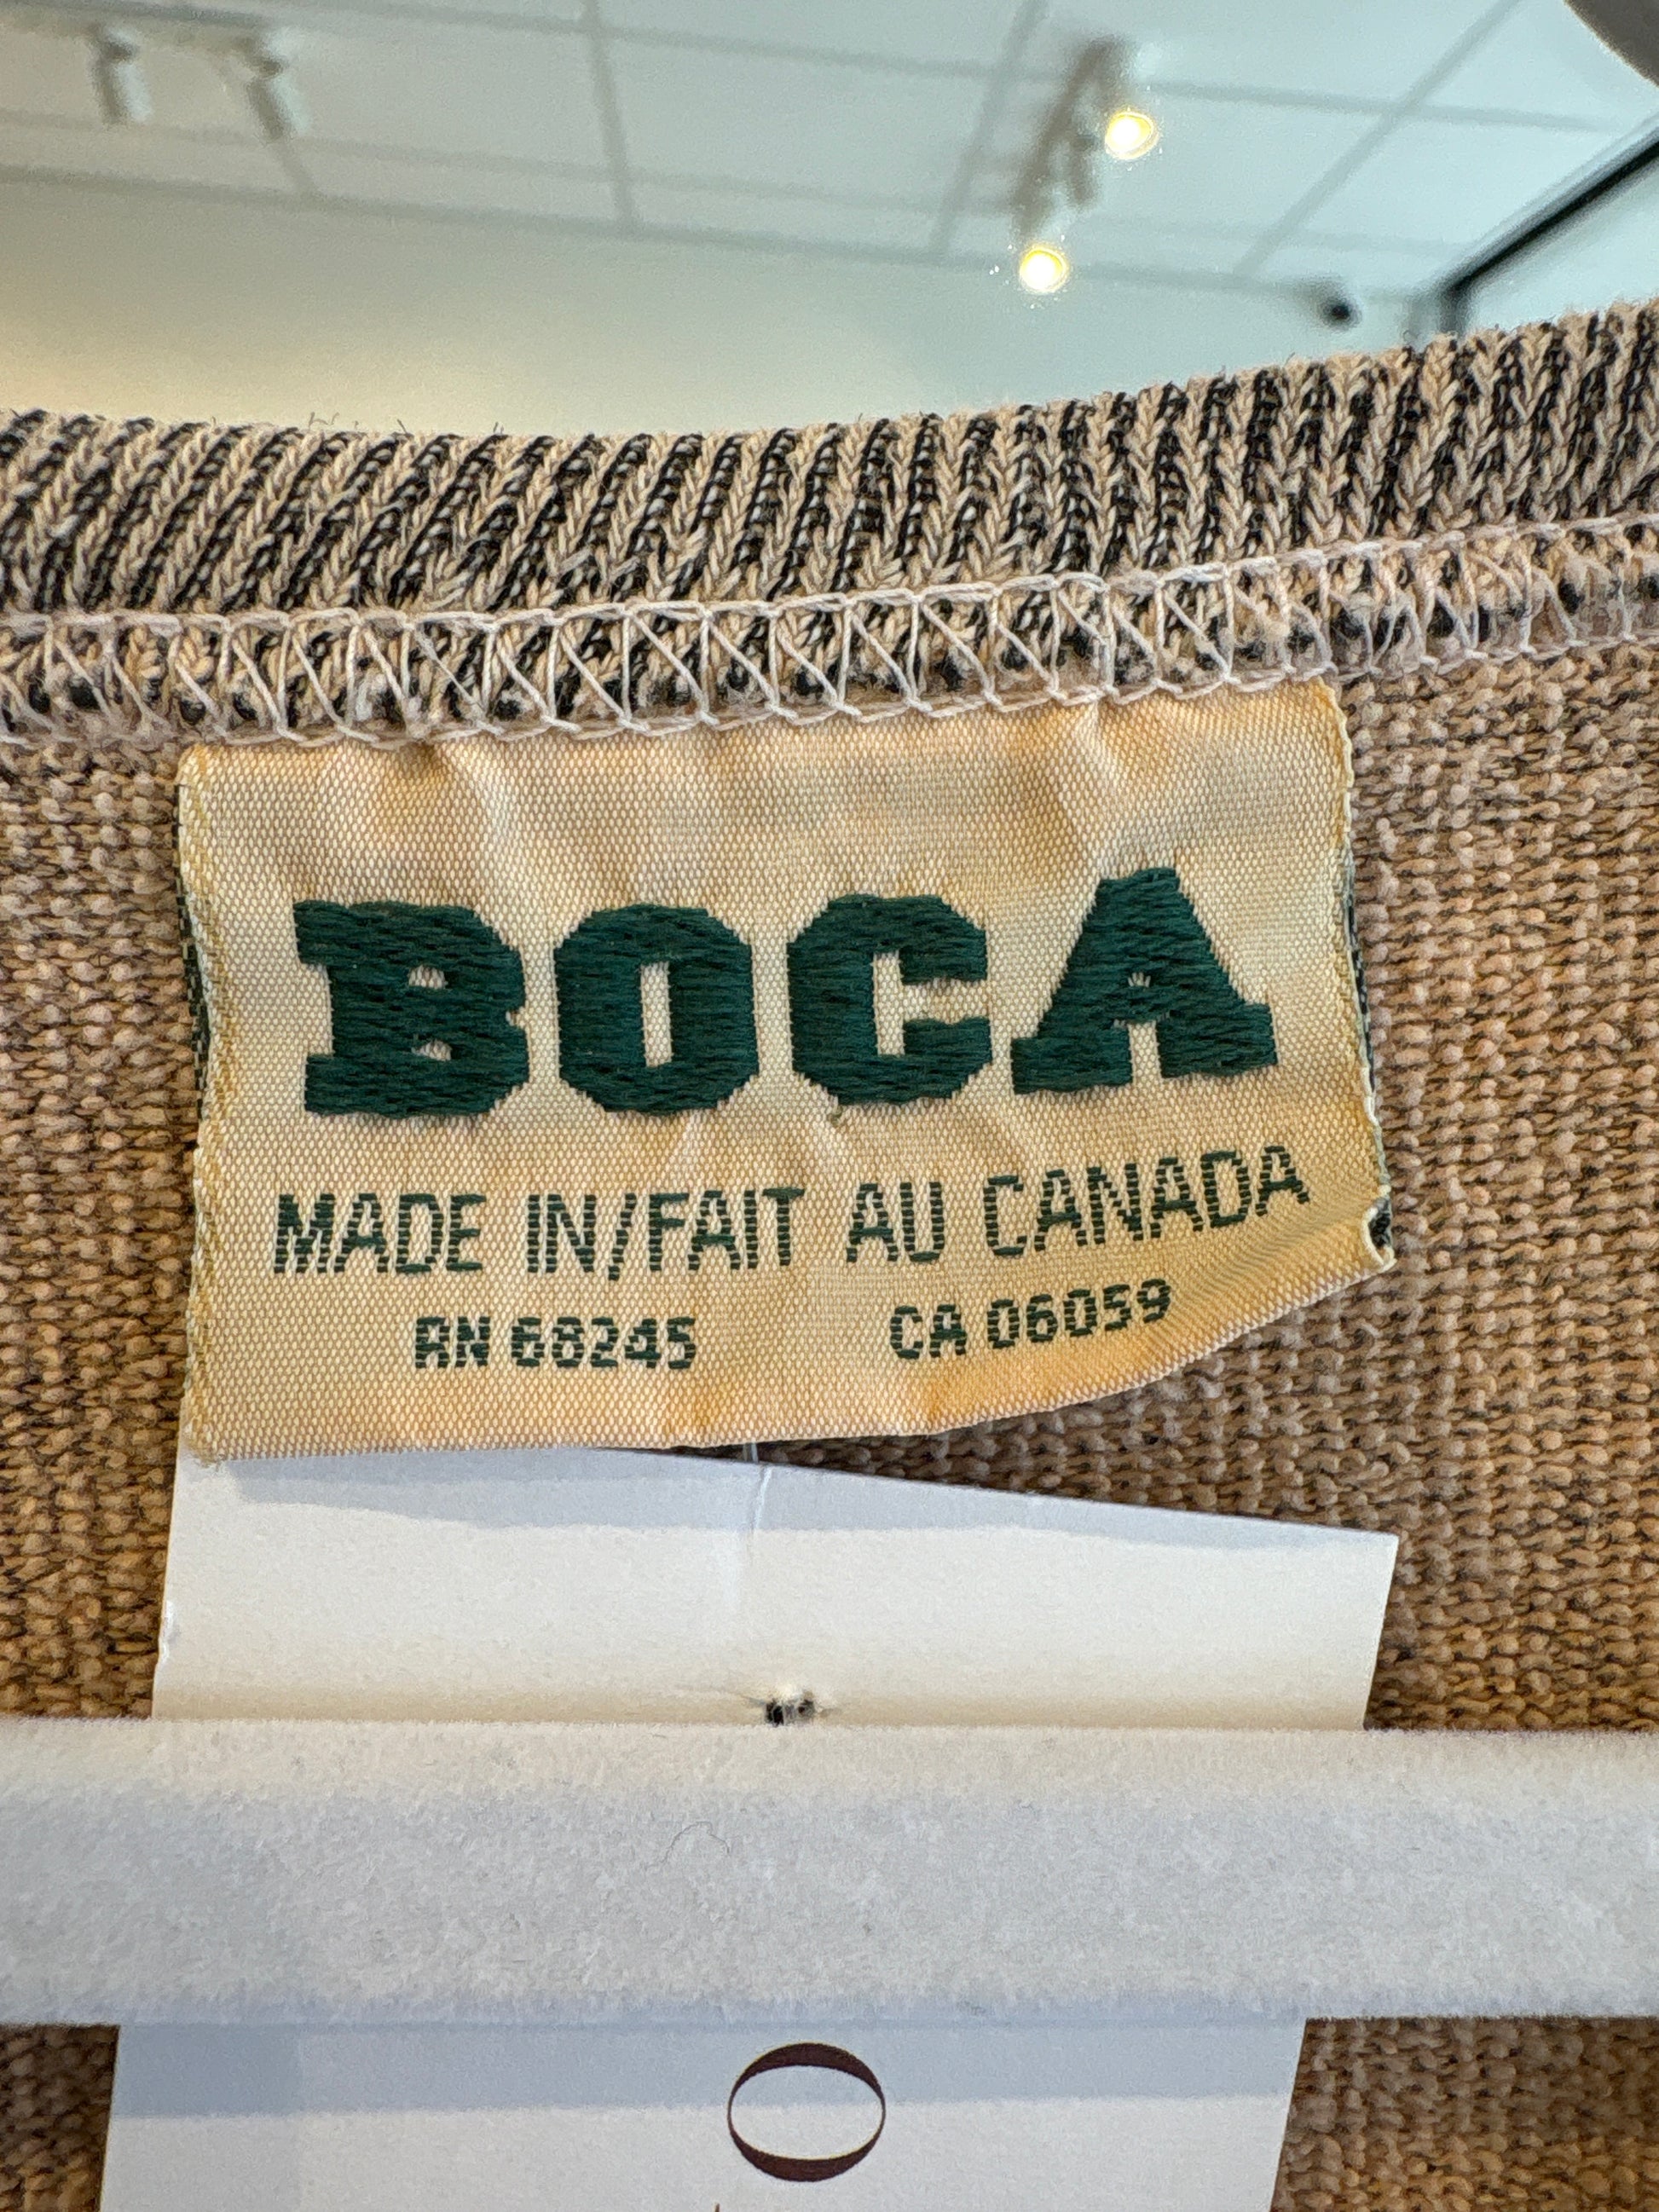 BOCA
MADE IN/FAIT AU CANADA
RN 68245 CA 06059
O